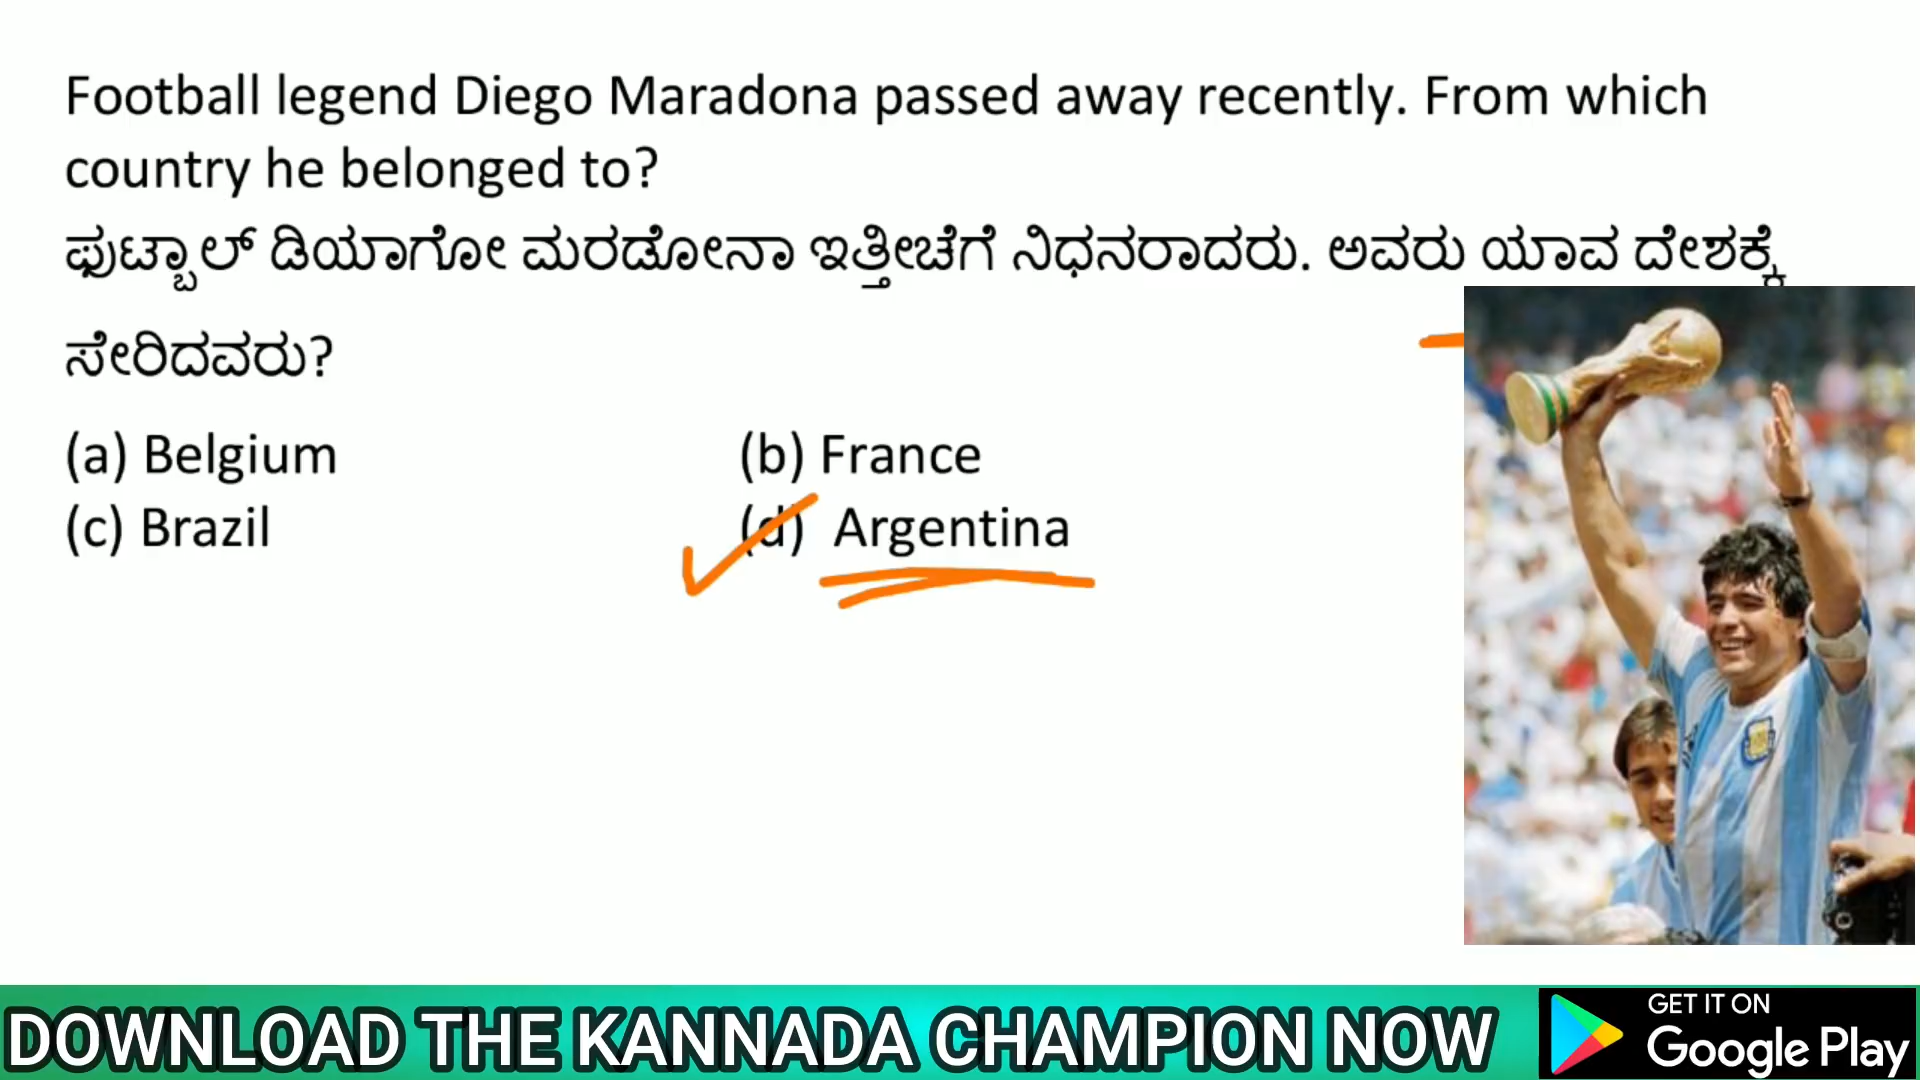 Football legend Diego Maradona passed away recently. From which
country he belonged to?
ಫುಟ್ಬಾಲ್ ಡಿಯಾಗೋ ಮರಡೋನಾ ಇತ್ತೀಚೆಗೆ ನಿಧನರಾದರು. ಅವರು ಯಾವ ದೇಶಕ್ಕೆ
ಸೇರಿದವರು?
(a) Belgium (b) France
(c) Brazil (d) Argentina
DOWNLOAD THE KANNADA CHAMPION NOW
GET IT ON
Google Play